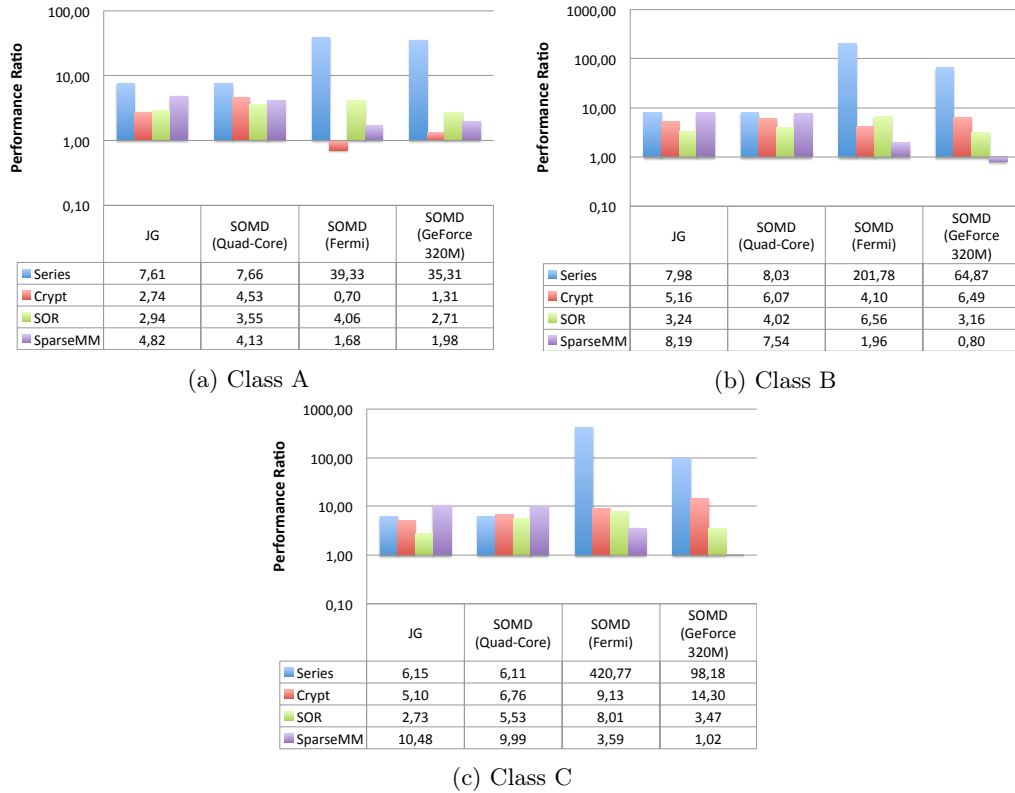 100,00
10,00
1,00
0,10
Performance Ratio
JG SOMD (Quad-Core) SOMD (Fermi) SOMD (GeForce 320M)
Series 7,61 7,66 39,33 35,31
Crypt 2,74 4,53 0,70 1,31
SOR 2,94 3,55 4,06 2,71
SparseMM 4,82 4,13 1,68 1,98
(a) Class A
1000,00
100,00
10,00
1,00
0,10
Performance Ratio
JG SOMD (Quad-Core) SOMD (Fermi) SOMD (GeForce 320M)
Series 7,98 8,03 201,78 64,87
Crypt 5,16 6,07 4,10 6,49
SOR 3,24 4,02 6,56 3,16
SparseMM 8,19 7,54 1,96 0,80
(b) Class B
1000,00
100,00
10,00
1,00
0,10
Performance Ratio
JG SOMD (Quad-Core) SOMD (Fermi) SOMD (GeForce 320M)
Series 6,15 6,11 420,77 98,18
Crypt 5,10 6,76 9,13 14,30
SOR 2,73 5,53 8,01 3,47
SparseMM 10,48 9,99 3,59 1,02
(c) Class C